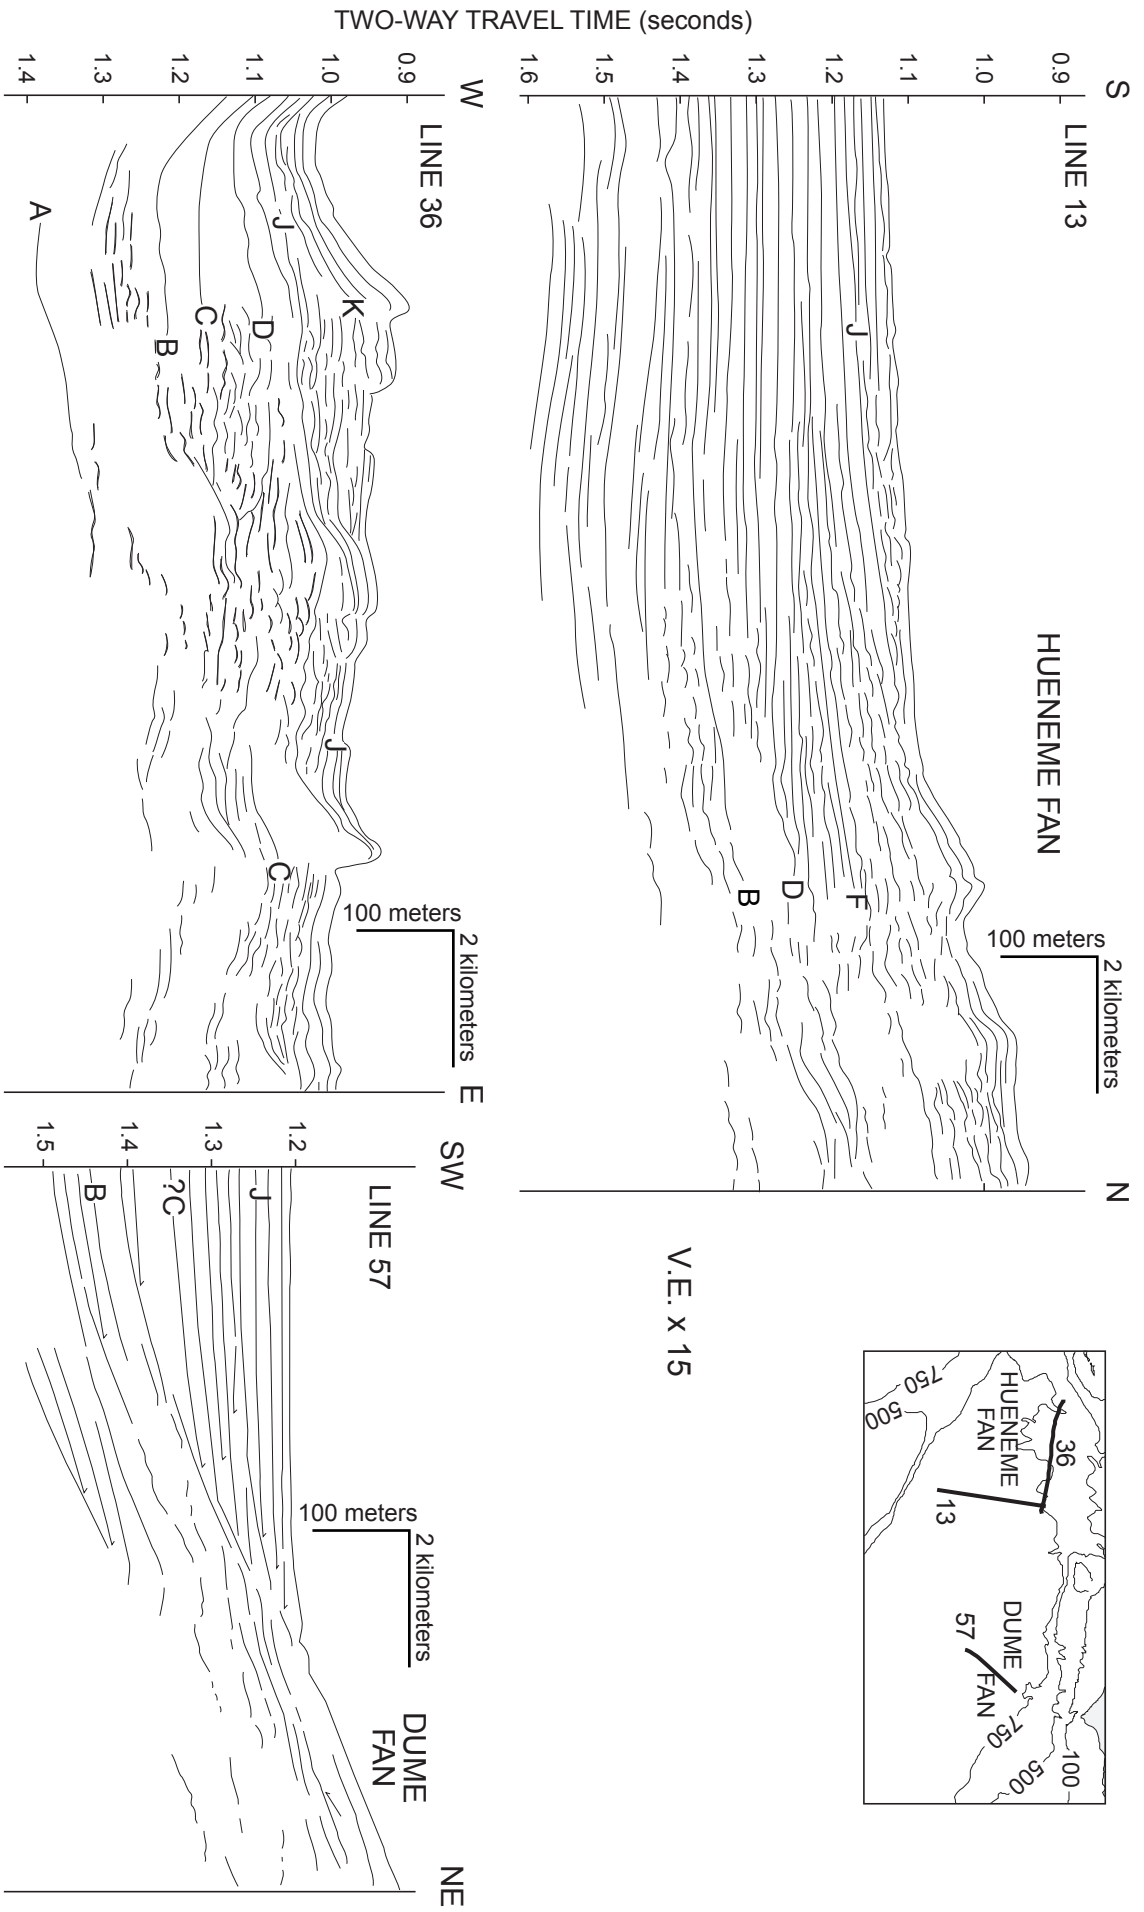 TWO-WAY TRAVEL TIME (seconds)
S
LINE 13
HUENEME FAN
N
0.9
1.0
1.1
1.2
1.3
1.4
1.5
1.6
J
F
D
B
100 meters
2 kilometers
W
LINE 36
E
0.9
1.0
1.1
1.2
1.3
1.4
K
J
D
C
B
A
J
C
100 meters
2 kilometers
SW
LINE 57
DUME
FAN
NE
1.2
1.3
1.4
1.5
J
?C
B
100 meters
2 kilometers
V.E. x 15
HUENEME
FAN
36
13
DUME
FAN
57
750
500
100
750
500